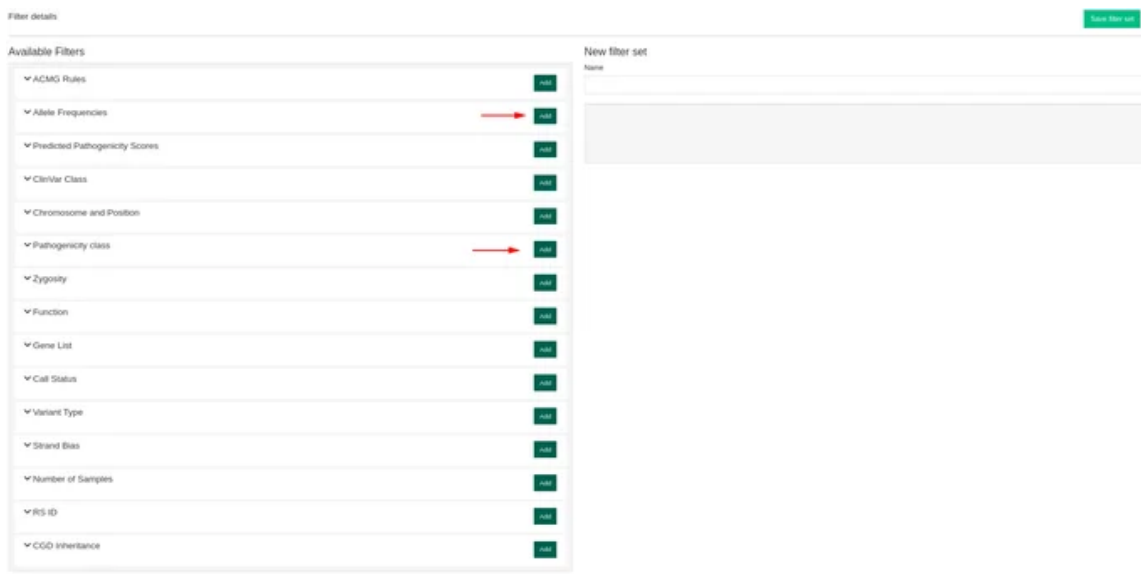 Filter details
Save filter set
Available Filters
ACMG Rules
Add
Allele Frequencies
Add
Predicted Pathogenicity Scores
Add
ClinVar Class
Add
Chromosome and Position
Add
Pathogenicity class
Add
Zygosity
Add
Function
Add
Gene List
Add
Call Status
Add
Variant Type
Add
Strand Bias
Add
Number of Samples
Add
RS ID
Add
CGD Inheritance
Add
New filter set
Name